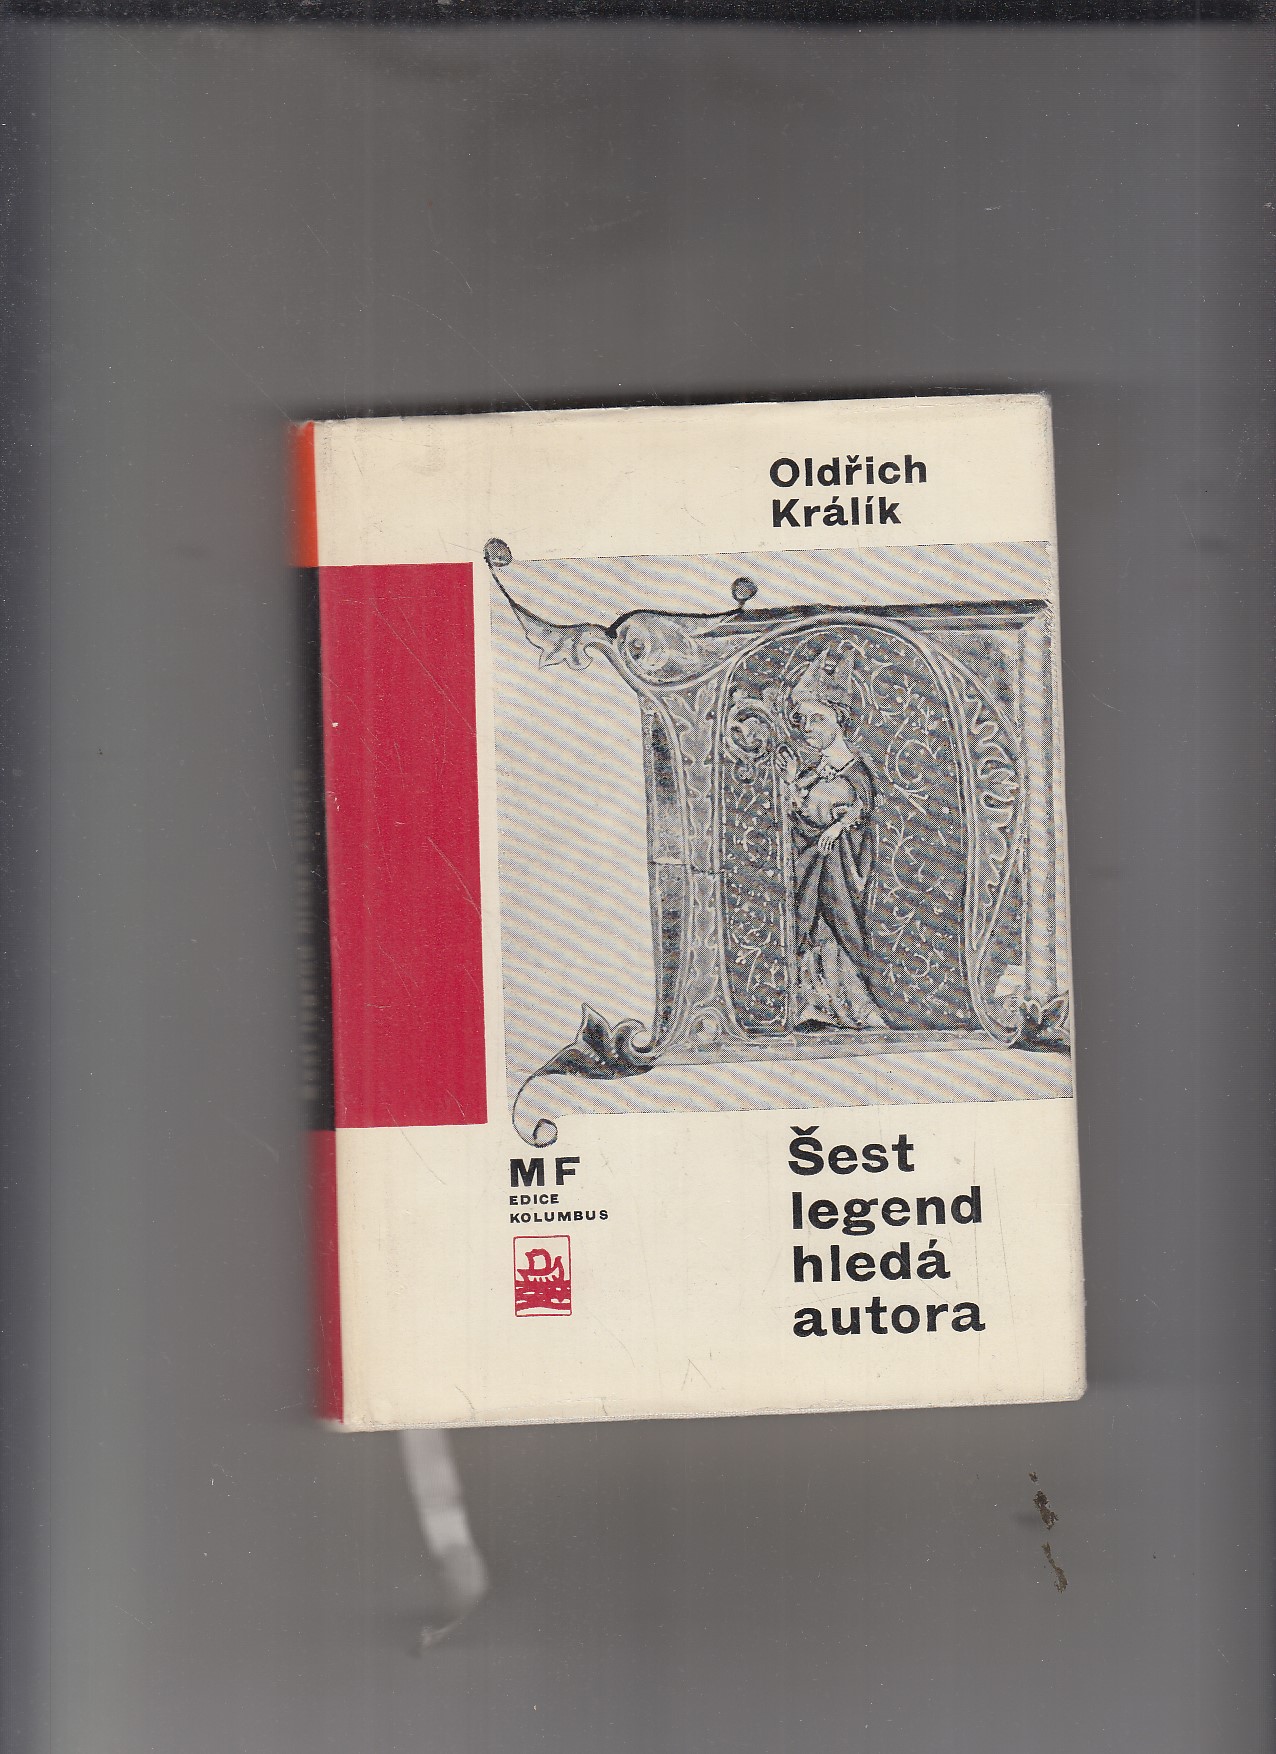 Oldřich
Králík
MF
EDICE
KOLUMBUS
Šest
legend
hledá
autora